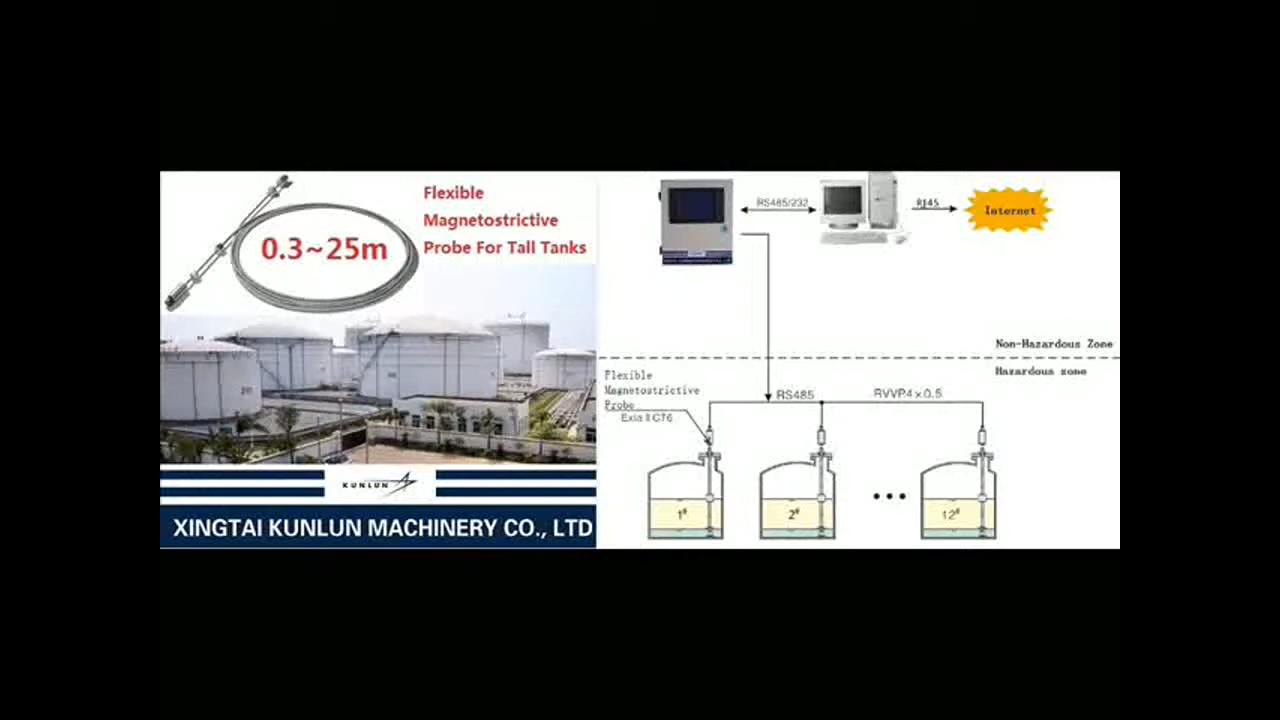 Flexible
Magnetostrictive
Probe For Tall Tanks
0.3~25m
KUNLUN
XINGTAI KUNLUN MACHINERY CO., LTD
RS485/232
RJ45
Internet
Non-Hazardous Zone
Hazardous zone
Flexible
Magnetostrictive
Probe
Exia II CT6
RS485
RVVP4×0.5
1#
2#
12#